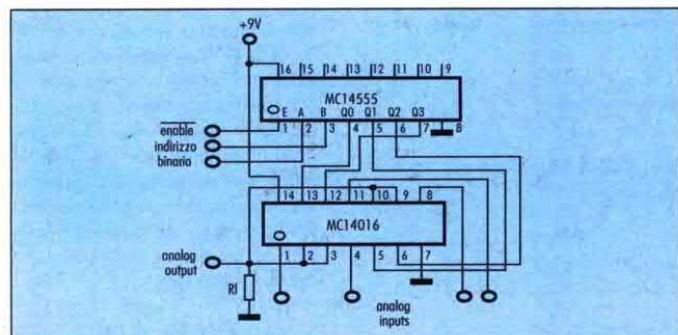 +9V
16 15 14 13 12 11 10 9
MC14555
E A B Q0 Q1 Q2 Q3
1 2 3 4 5 6 7 8
enable
indirizzo
binario
14 13 12 11 10 9 8
MC14016
1 2 3 4 5 6 7
analog
output
Rl
analog
inputs